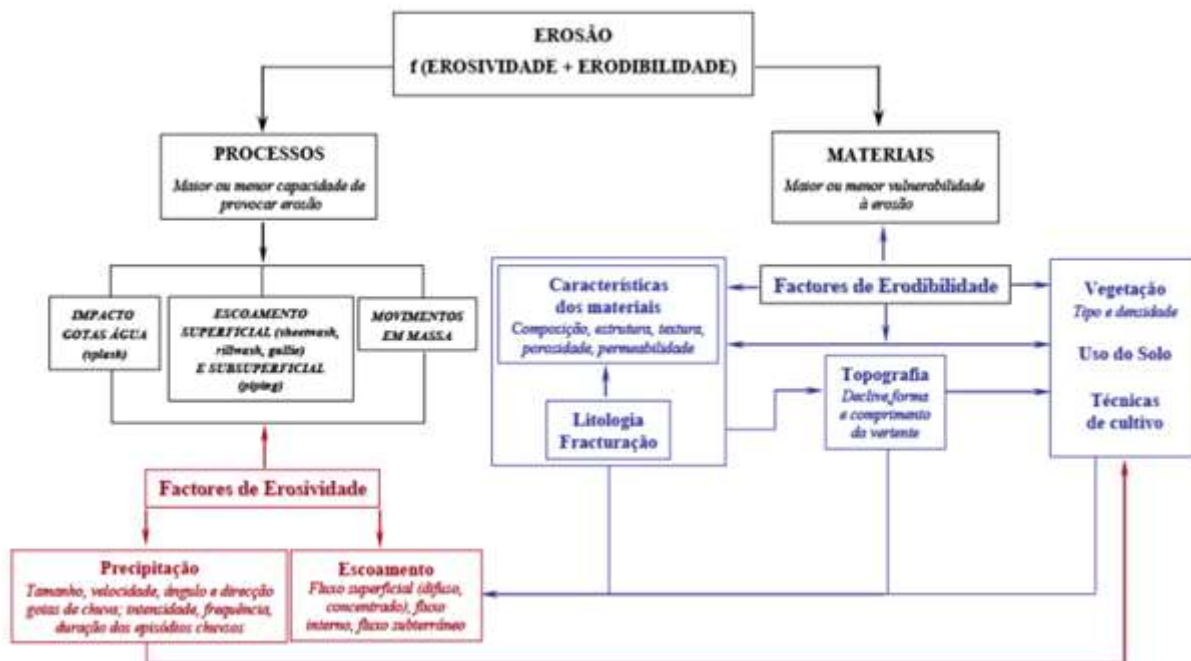 EROSÃO
f (EROSIVIDADE + ERODIBILIDADE)
PROCESSOS
Maior ou menor capacidade de
provocar erosão
MATERIAIS
Maior ou menor vulnerabilidade
à erosão
IMPACTO
GOTAS ÁGUA
(splash)
ESCOAMENTO
SUPERFICIAL (sheetwash,
rillwash, gullie)
E SUBSUPERFICIAL
(piping)
MOVIMENTOS
EM MASSA
Características
dos materiais
Composição, estrutura, textura,
porosidade, permeabilidade
Factores de Erodibilidade
Vegetação
Tipo e densidade
Uso do Solo
Técnicas
de cultivo
Topografia
Declive, forma
e comprimento
da vertente
Litologia
Fracturação
Factores de Erosividade
Precipitação
Tamanho, velocidade, ângulo e direcção
gotas de chuva; intensidade, frequência,
duração dos episódios chuvosos
Escoamento
Fluxo superficial (difuso,
concentrado), fluxo
interno, fluxo subterrâneo